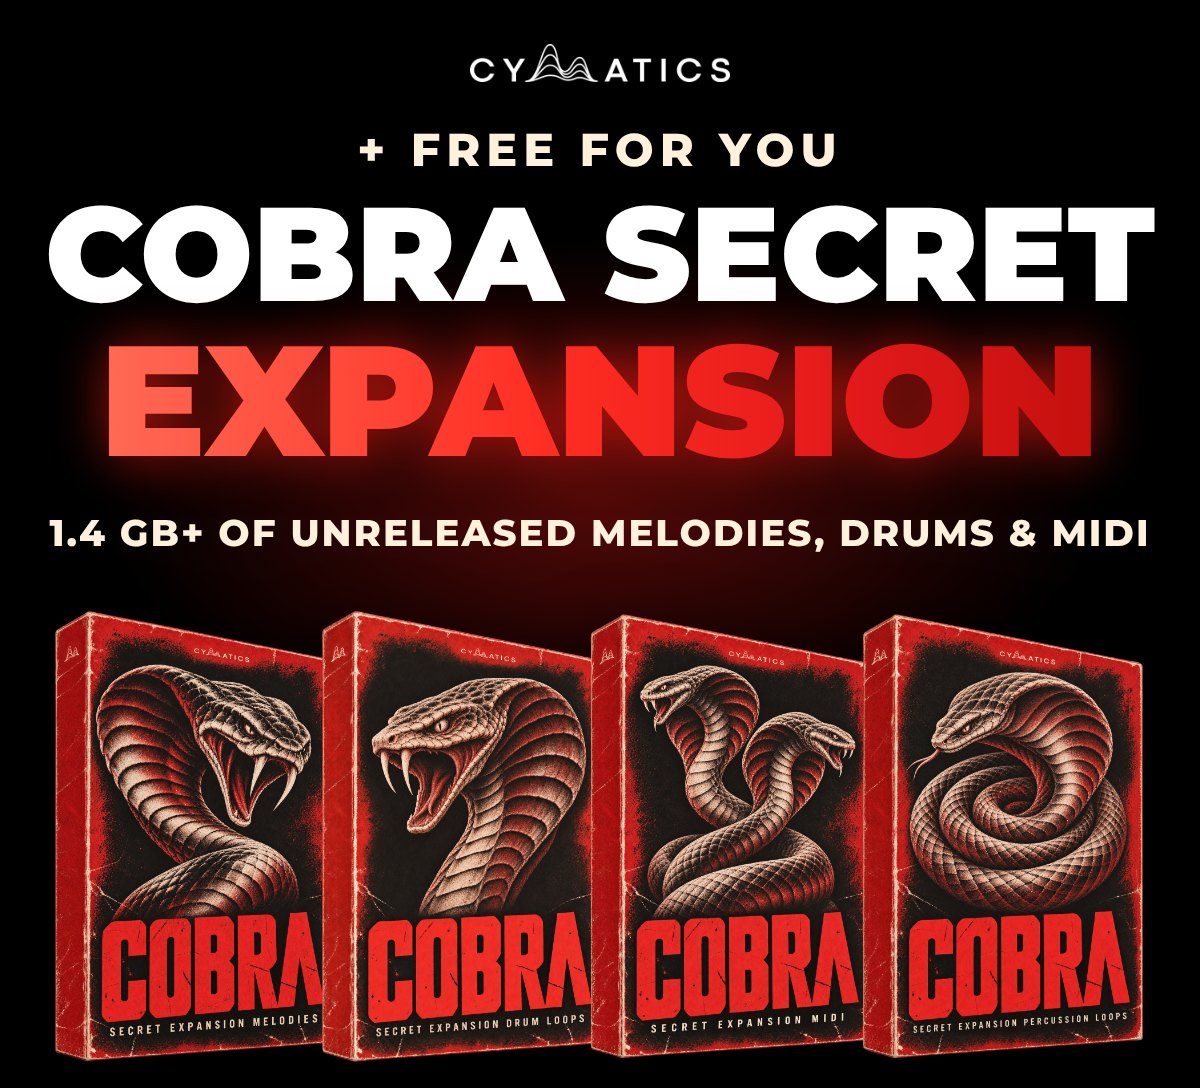 CYMATICS
+ FREE FOR YOU
COBRA SECRET
EXPANSION
1.4 GB+ OF UNRELEASED MELODIES, DRUMS & MIDI
CYMATICS
COBRA
SECRET EXPANSION MELODIES
CYMATICS
COBRA
SECRET EXPANSION DRUM LOOPS
CYMATICS
COBRA
SECRET EXPANSION MIDI
CYMATICS
COBRA
SECRET EXPANSION PERCUSSION LOOPS